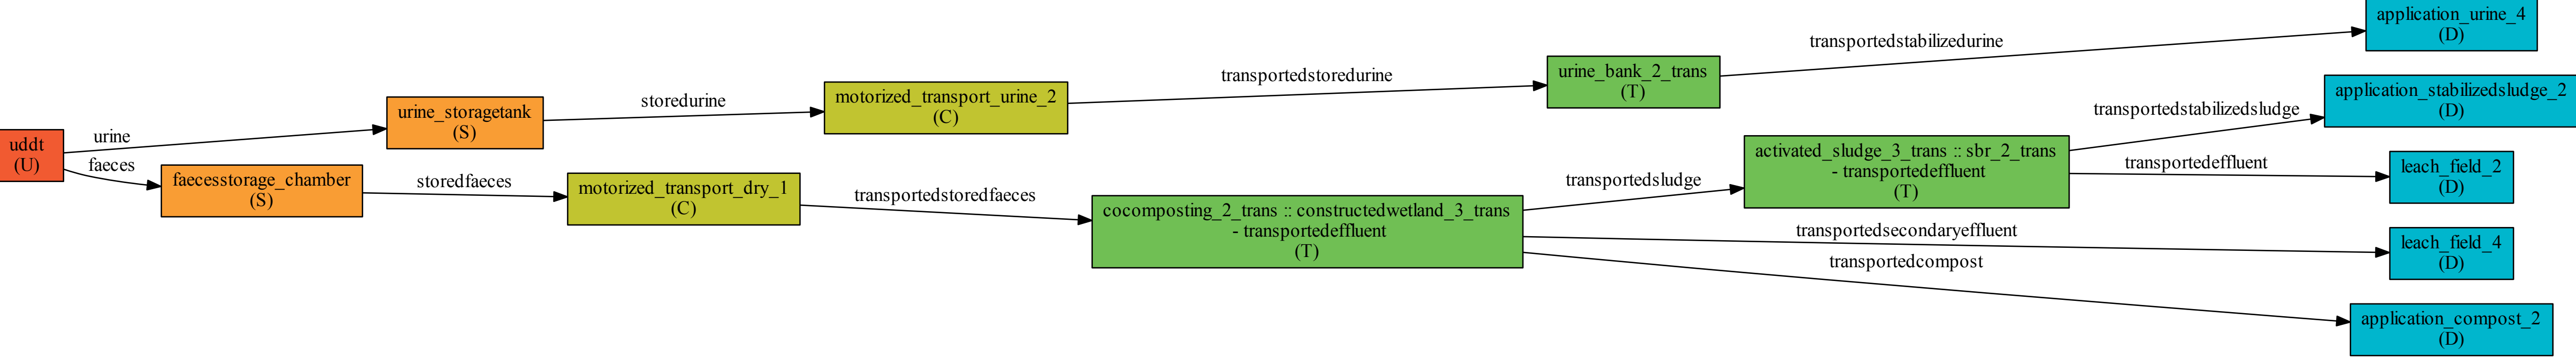 uddt
(U)
urine
faeces
urine_storagetank
(S)
faecesstorage_chamber
(S)
storedurine
storedfaeces
motorized_transport_urine_2
(C)
motorized_transport_dry_1
(C)
transportedstoredurine
transportedstoredfaeces
urine_bank_2_trans
(T)
cocomposting_2_trans :: constructedwetland_3_trans
- transportedeffluent
(T)
transportedstabilizedurine
transportedsludge
activated_sludge_3_trans :: sbr_2_trans
- transportedeffluent
(T)
transportedsecondaryeffluent
transportedcompost
transportedstabilizedsludge
transportedeffluent
application_urine_4
(D)
application_stabilizedsludge_2
(D)
leach_field_2
(D)
leach_field_4
(D)
application_compost_2
(D)